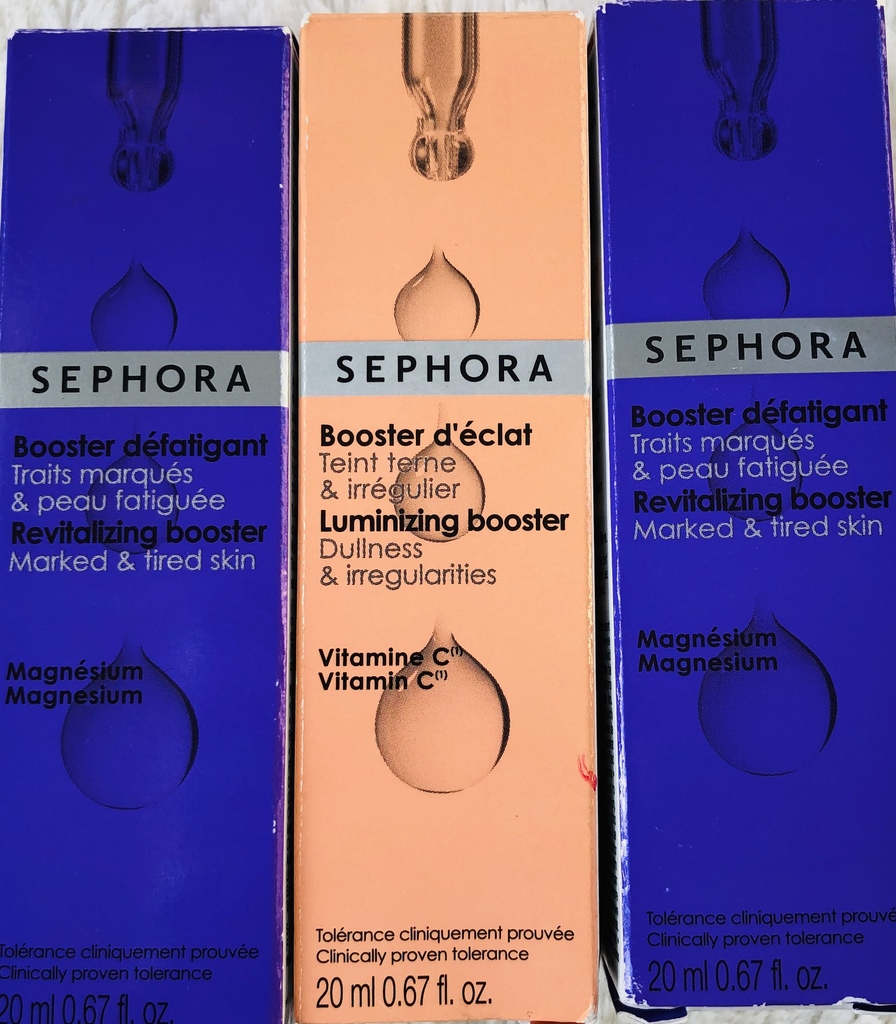 SEPHORA
Booster défatigant
Traits marqués
& peau fatiguée
Revitalizing booster
Marked & tired skin
Magnésium
Magnesium
Tolérance cliniquement prouvée
Clinically proven tolerance
20 ml 0.67 fl. oz.
SEPHORA
Booster d'éclat
Teint terne
& irrégulier
Luminizing booster
Dullness
& irregularities
Vitamine C(1)
Vitamin C(1)
Tolérance cliniquement prouvée
Clinically proven tolerance
20 ml 0.67 fl. oz.
SEPHORA
Booster défatigant
Traits marqués
& peau fatiguée
Revitalizing booster
Marked & tired skin
Magnésium
Magnesium
Tolérance cliniquement prouvée
Clinically proven tolerance
20 ml 0.67 fl. oz.